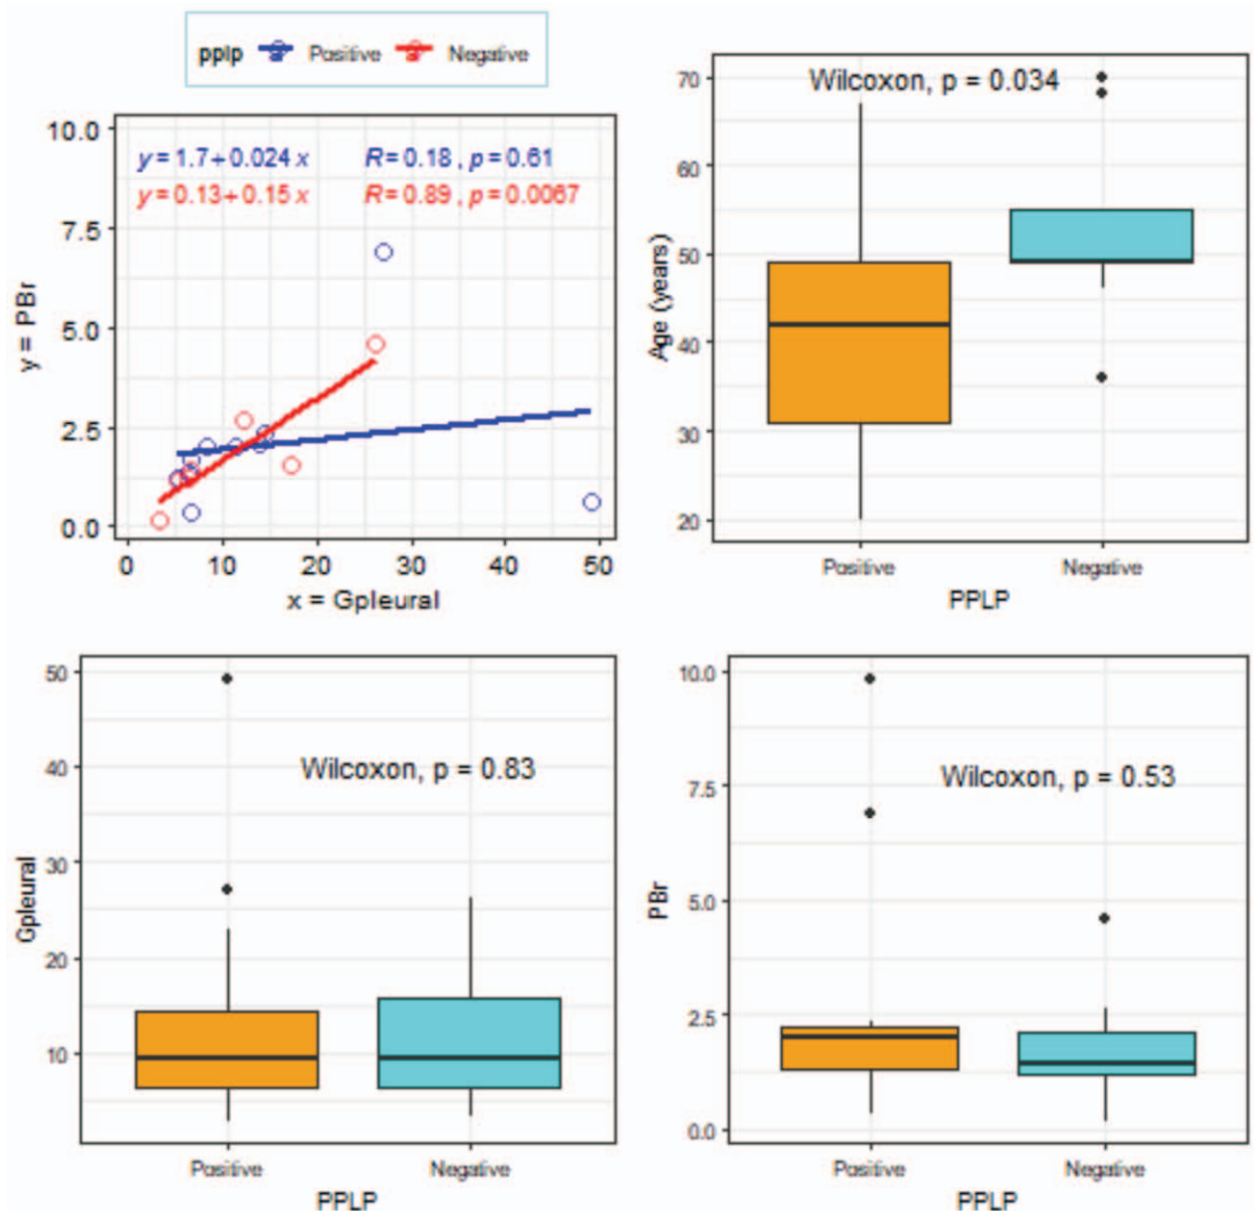 pplp Positive Negative
10.0
7.5
5.0
2.5
0.0
y = PBr
y = 1.7+0.024 x R = 0.18 , p = 0.61
y = 0.13+0.15 x R = 0.89 , p = 0.0067
0 10 20 30 40 50
x = Gpleural
Wilcoxon, p = 0.034
70
60
50
40
30
20
Age (years)
Positive Negative
PPLP
50
40
30
20
10
Gpleural
Wilcoxon, p = 0.83
Positive Negative
PPLP
10.0
7.5
5.0
2.5
0.0
PBr
Wilcoxon, p = 0.53
Positive Negative
PPLP